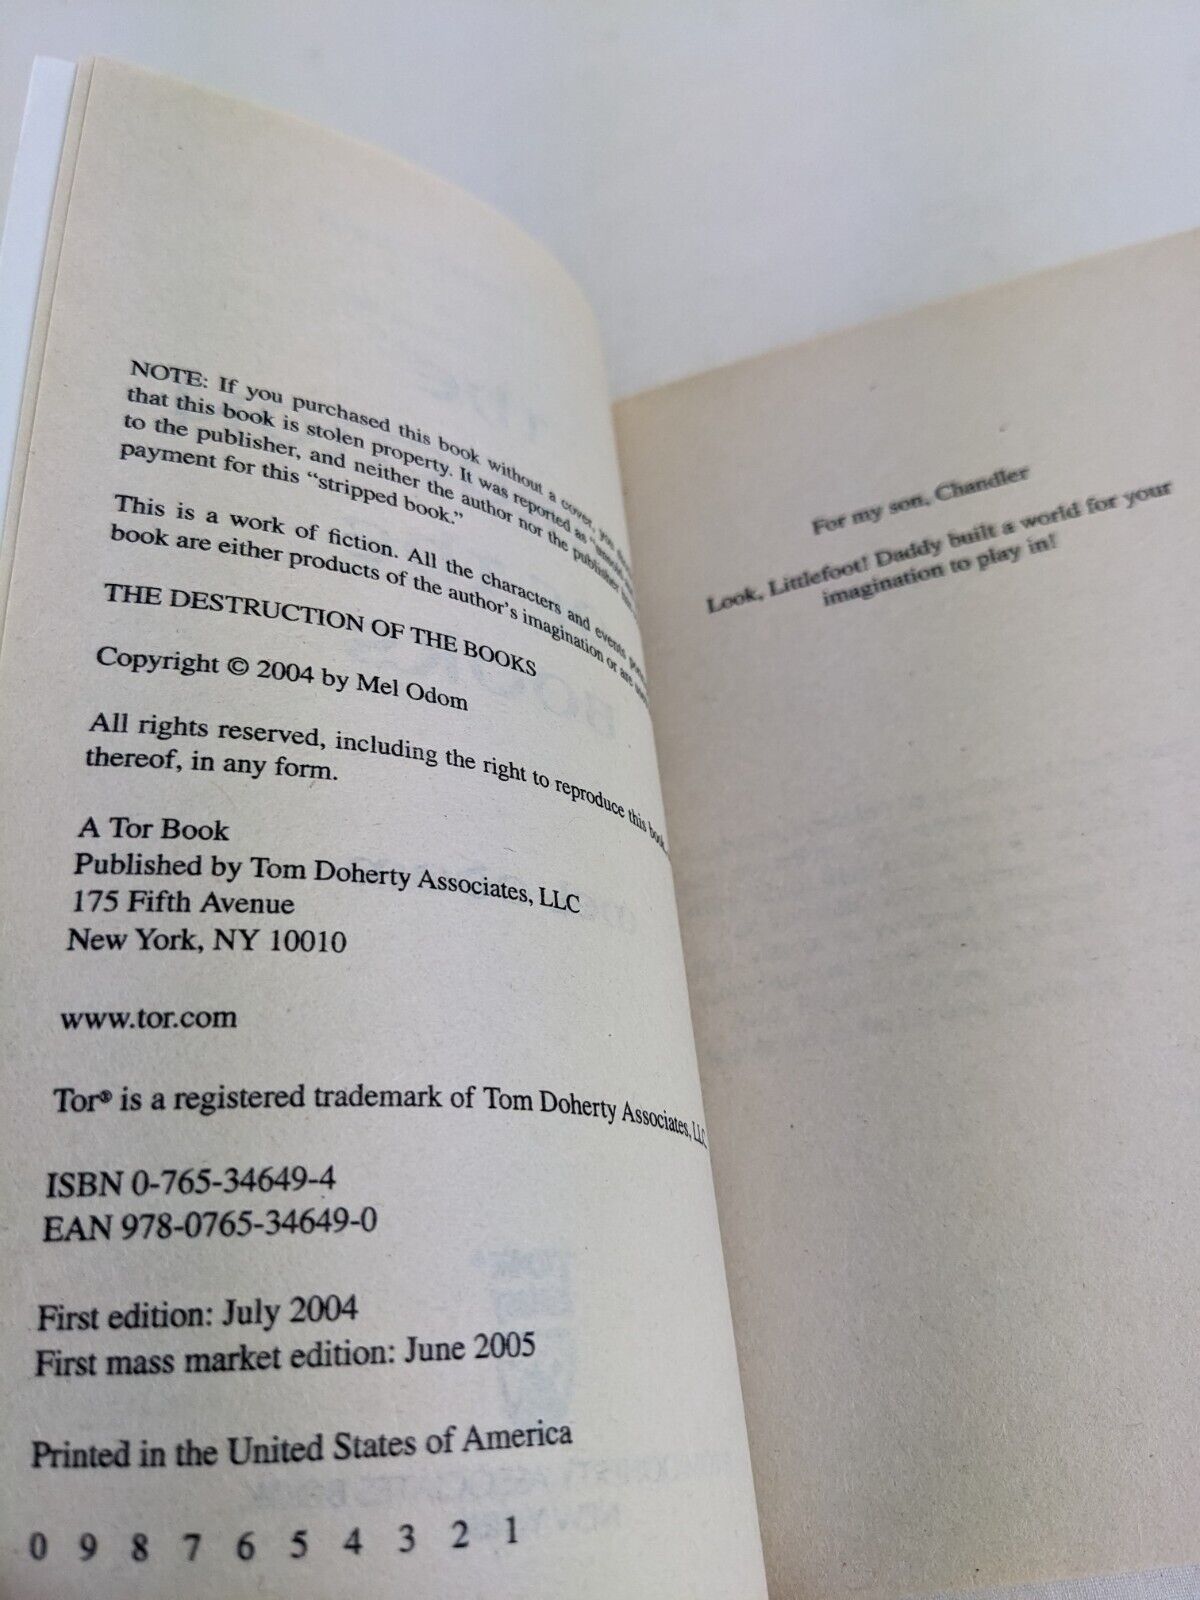 NOTE: If you purchased this book without a cover, you
that this book is stolen property. It was reported as "unsold
to the publisher, and neither the author nor the publisher has
payment for this "stripped book."
This is a work of fiction. All the characters and events
book are either products of the author's imagination or are used
THE DESTRUCTION OF THE BOOKS
Copyright © 2004 by Mel Odom
All rights reserved, including the right to reproduce this book,
thereof, in any form.
A Tor Book
Published by Tom Doherty Associates, LLC
175 Fifth Avenue
New York, NY 10010
www.tor.com
Tor® is a registered trademark of Tom Doherty Associates, LLC
ISBN 0-765-34649-4
EAN 978-0765-34649-0
First edition: July 2004
First mass market edition: June 2005
Printed in the United States of America
0 9 8 7 6 5 4 3 2 1
For my son, Chandler
Look, Littlefoot! Daddy built a world for your
imagination to play in!